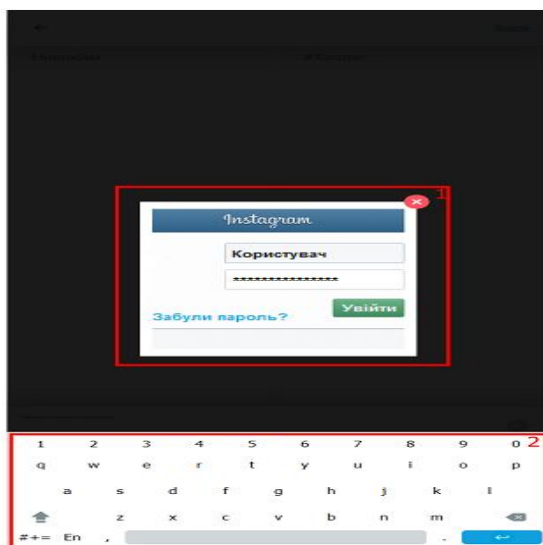 1
Instagram
Користувач
***************
Увійти
Забули пароль?
1 2 3 4 5 6 7 8 9 0 2
q w e r t y u i o p
a s d f g h j k l
z x c v b n m
#+= En , .